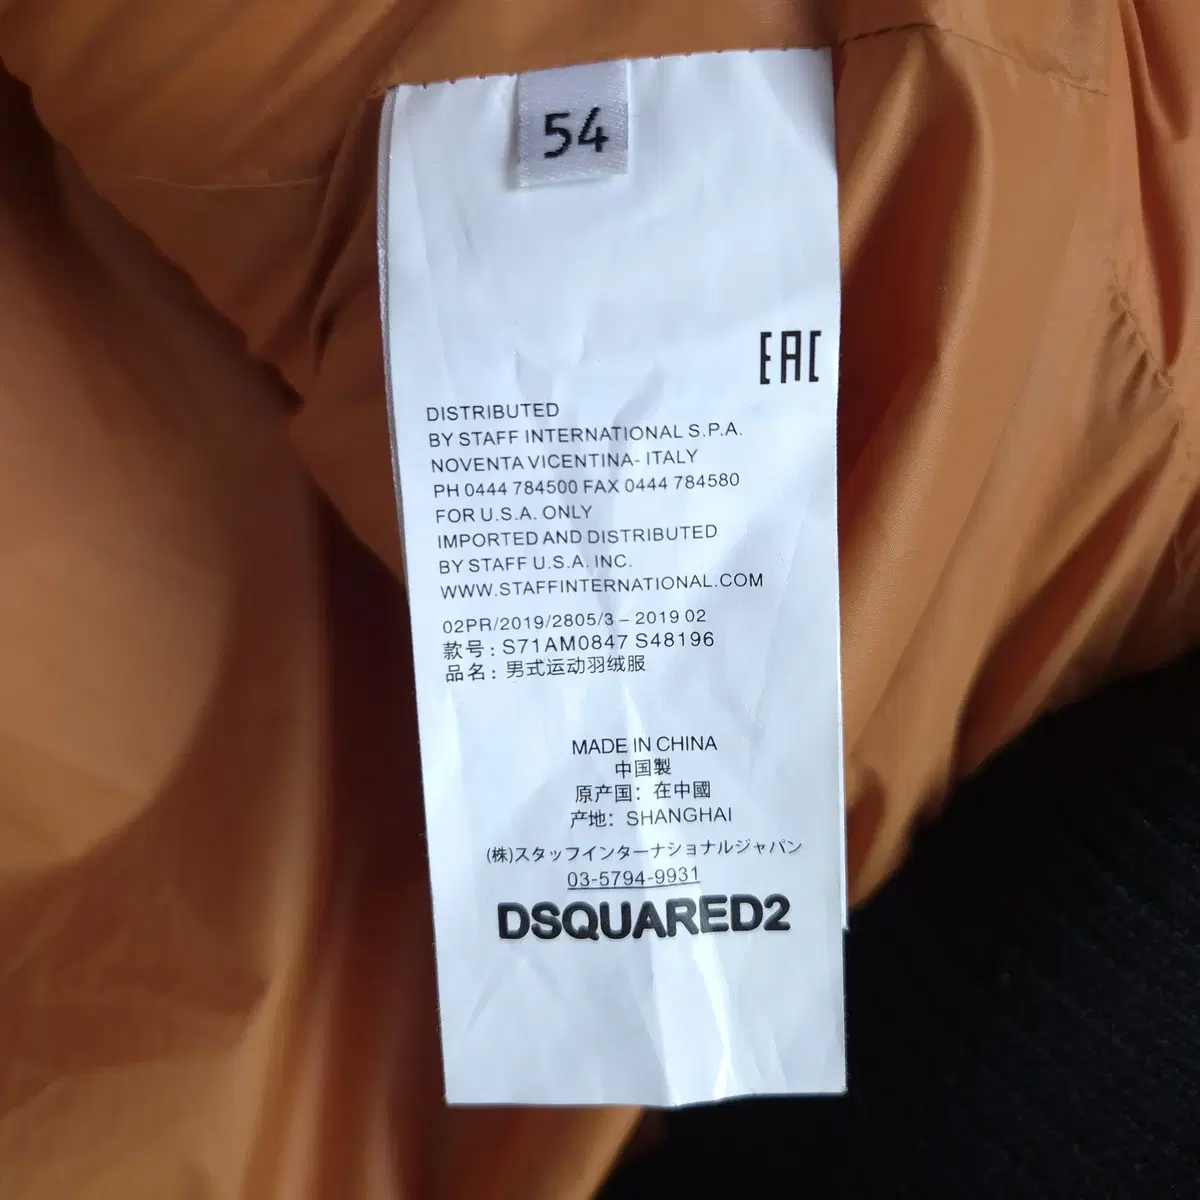 54
EAC
DISTRIBUTED
BY STAFF INTERNATIONAL S.P.A.
NOVENTA VICENTINA- ITALY
PH 0444 784500 FAX 0444 784580
FOR U.S.A. ONLY
IMPORTED AND DISTRIBUTED
BY STAFF U.S.A. INC.
WWW.STAFFINTERNATIONAL.COM
02PR/2019/2805/3 – 2019 02
款号: S71AM0847 S48196
品名: 男式运动羽绒服
MADE IN CHINA
中国製
原产国: 在中國
产地: SHANGHAI
(株)スタッフインターナショナルジャパン
03-5794-9931
DSQUARED2